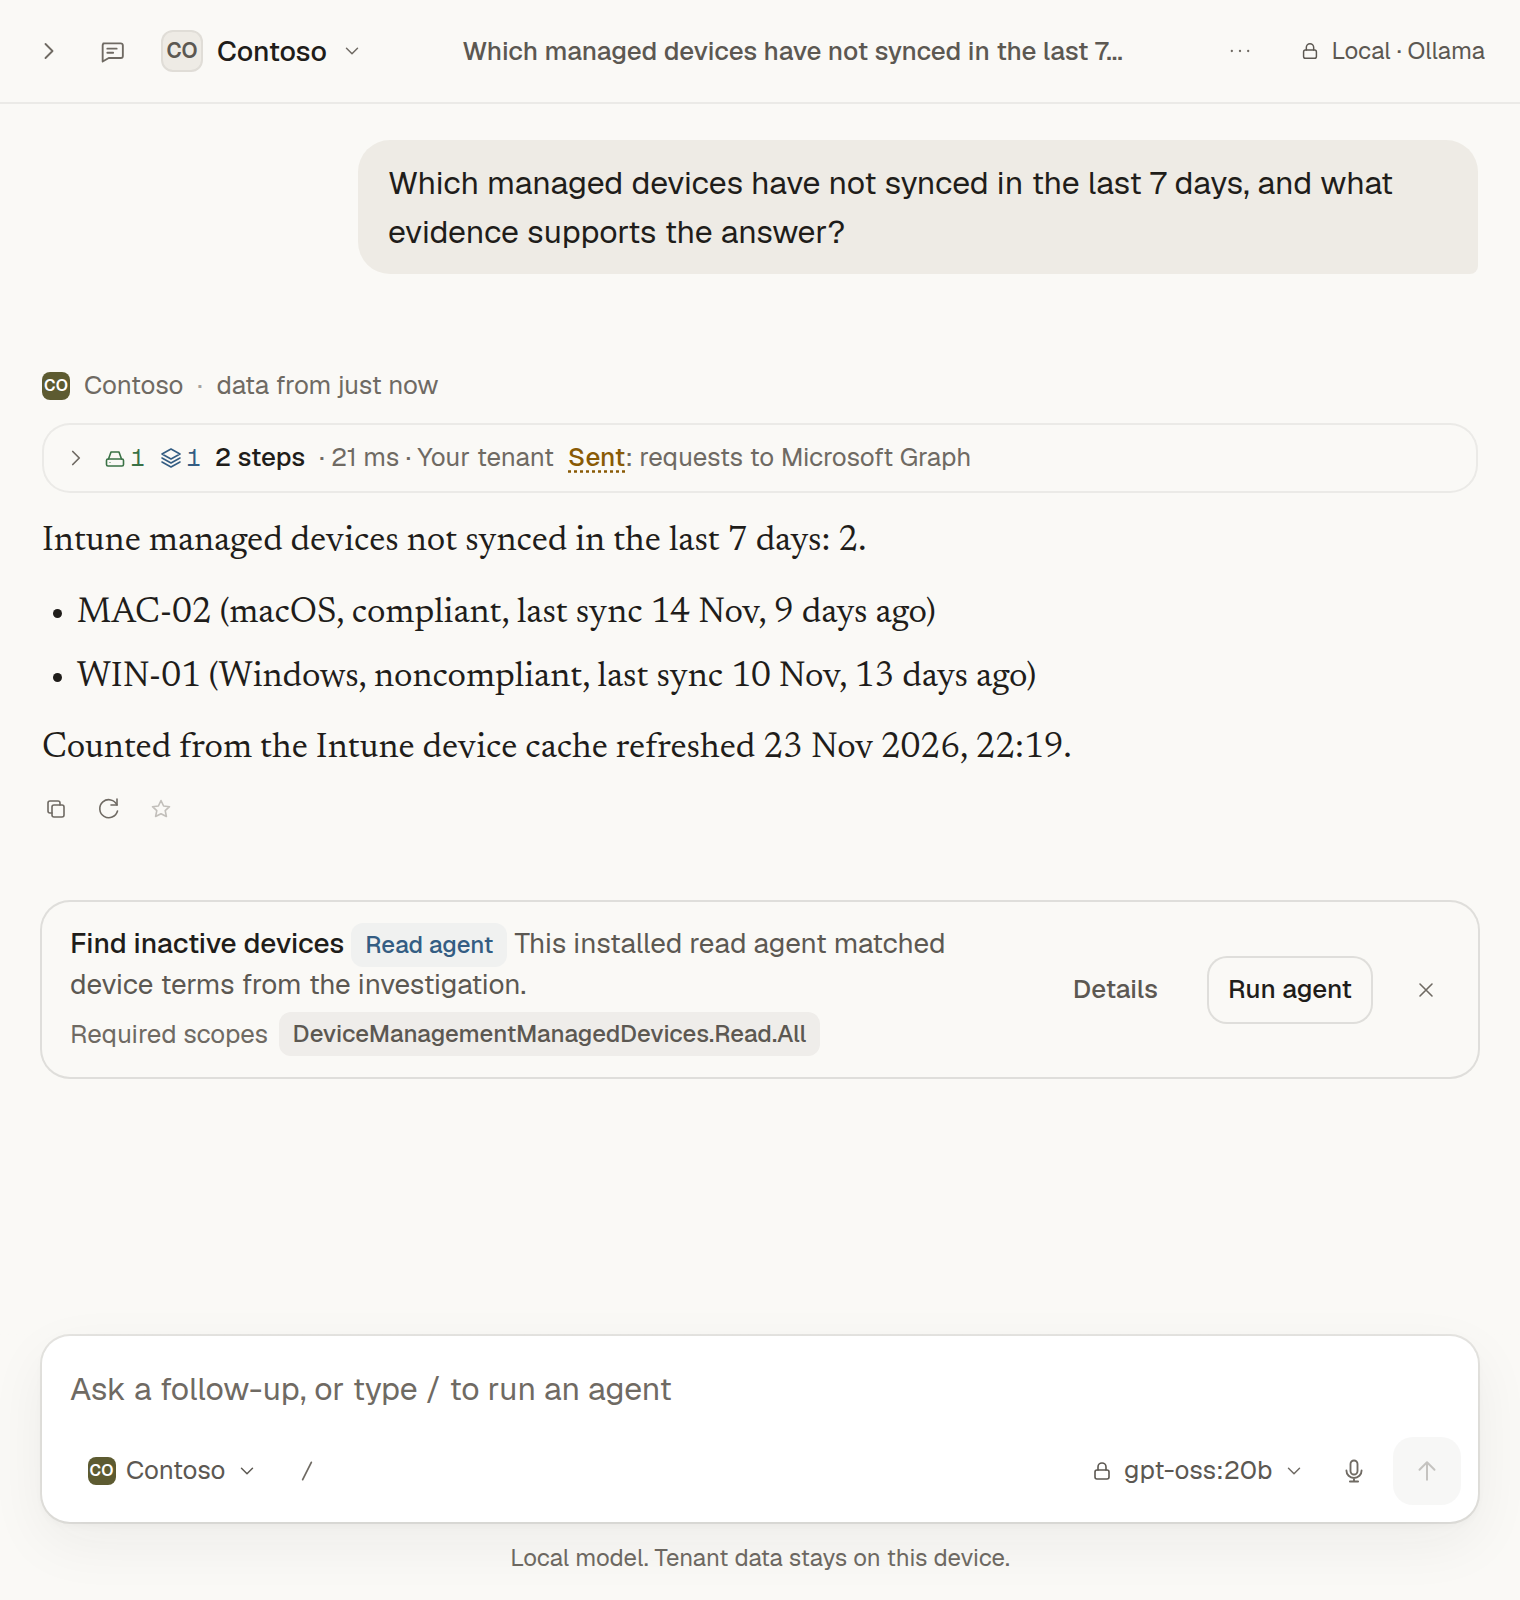 CO Contoso Which managed devices have not synced in the last 7... ··· Local · Ollama
Which managed devices have not synced in the last 7 days, and what
evidence supports the answer?
CO Contoso · data from just now
1 1 2 steps · 21 ms · Your tenant Sent: requests to Microsoft Graph
Intune managed devices not synced in the last 7 days: 2.
• MAC-02 (macOS, compliant, last sync 14 Nov, 9 days ago)
• WIN-01 (Windows, noncompliant, last sync 10 Nov, 13 days ago)
Counted from the Intune device cache refreshed 23 Nov 2026, 22:19.
Find inactive devices Read agent This installed read agent matched
device terms from the investigation.
Required scopes DeviceManagementManagedDevices.Read.All
Details Run agent
Ask a follow-up, or type / to run an agent
CO Contoso / gpt-oss:20b
Local model. Tenant data stays on this device.